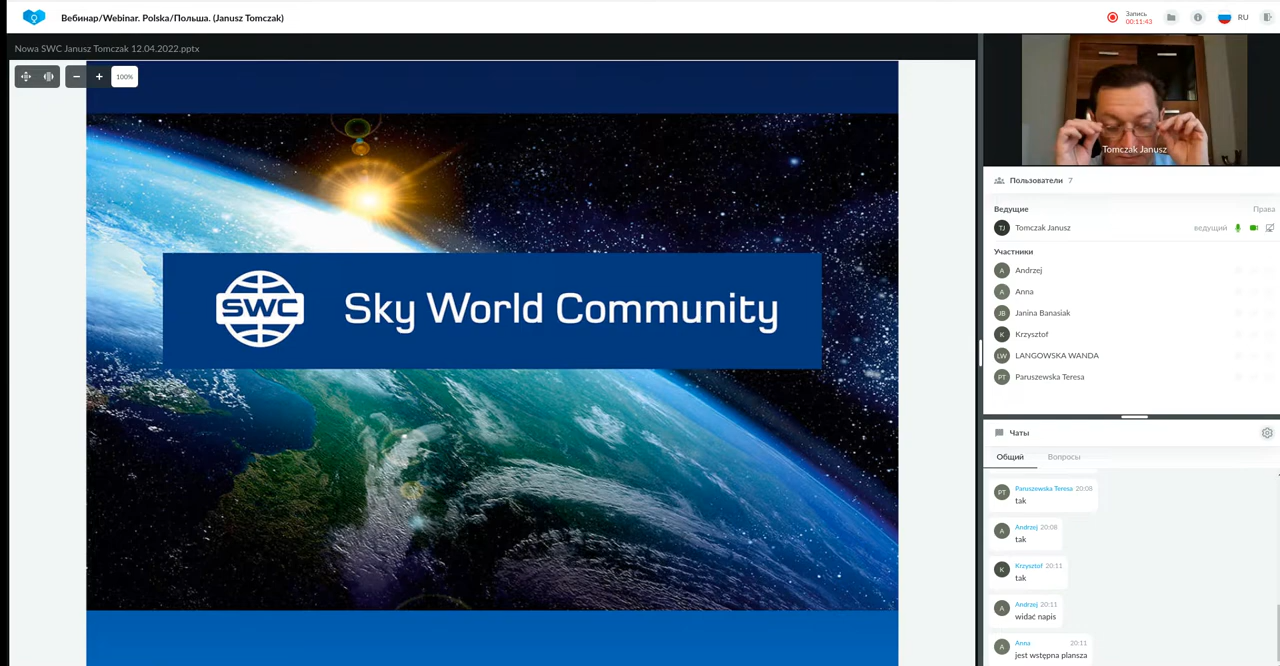 Вебинар/Webinar. Polska/Польша. (Janusz Tomczak)
Запись
00:11:43
RU
Nowa SWC Janusz Tomczak 12.04.2022.pptx
100%
SWC
Sky World Community
Tomczak Janusz
Пользователи 7
Ведущие
Права
TJ Tomczak Janusz ведущий
Участники
A Andrzej
A Anna
JB Janina Banasiak
K Krzysztof
LW LANGOWSKA WANDA
PT Paruszewska Teresa
Чаты
Общий
Вопросы
PT Paruszewska Teresa 20:08
tak
A Andrzej 20:08
tak
K Krzysztof 20:11
tak
A Andrzej 20:11
widać napis
A Anna 20:11
jest wstępna plansza